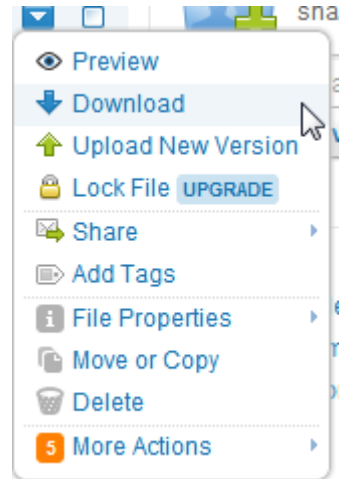 sha
Preview
Download
Upload New Version
Lock File UPGRADE
Share
Add Tags
i File Properties
Move or Copy
Delete
5 More Actions